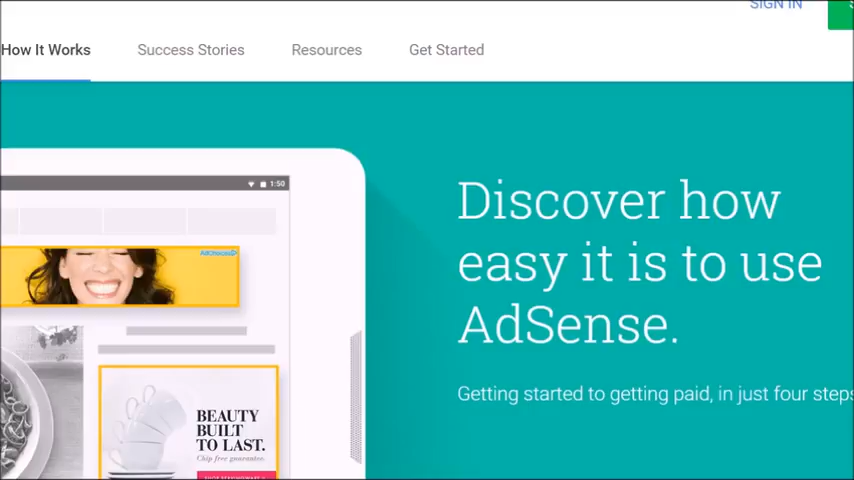 SIGN IN
How It Works
Success Stories
Resources
Get Started
1:50
AdChoices
Discover how
easy it is to use
AdSense.
Getting started to getting paid, in just four steps
BEAUTY
BUILT
TO LAST.
Chip free guarantee.